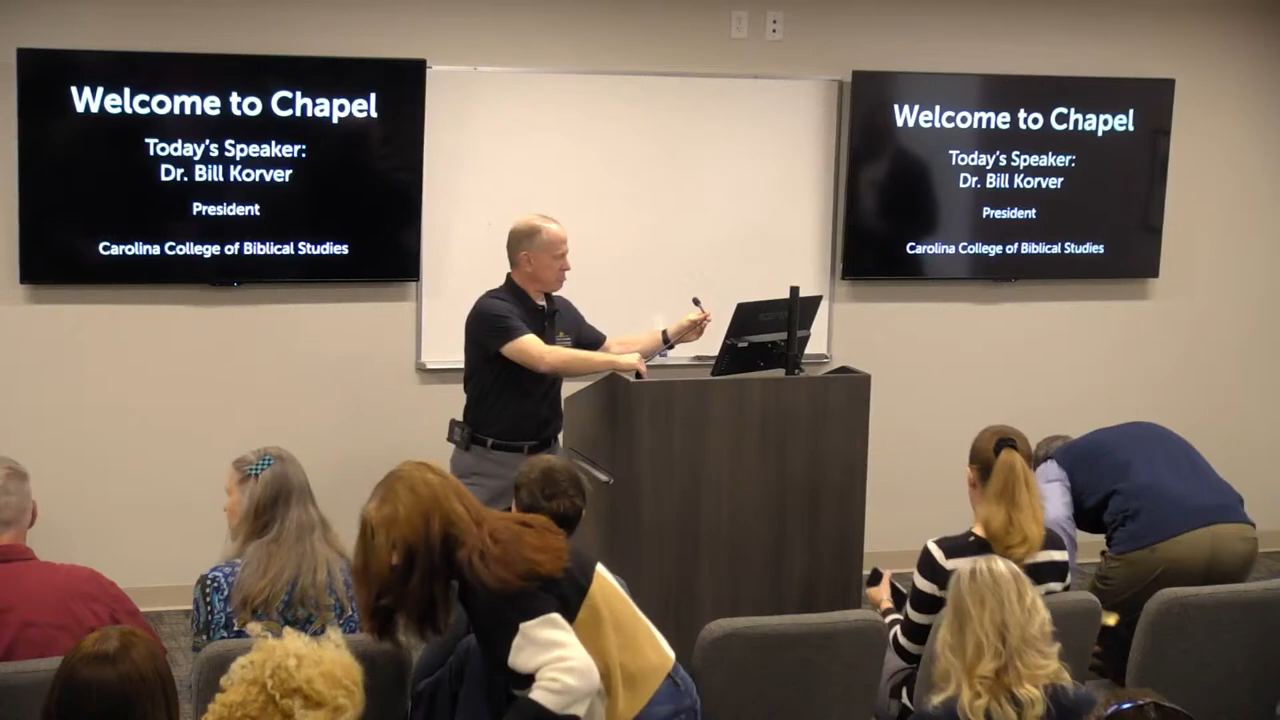 Welcome to Chapel
Today's Speaker:
Dr. Bill Korver
President
Carolina College of Biblical Studies
Welcome to Chapel
Today's Speaker:
Dr. Bill Korver
President
Carolina College of Biblical Studies